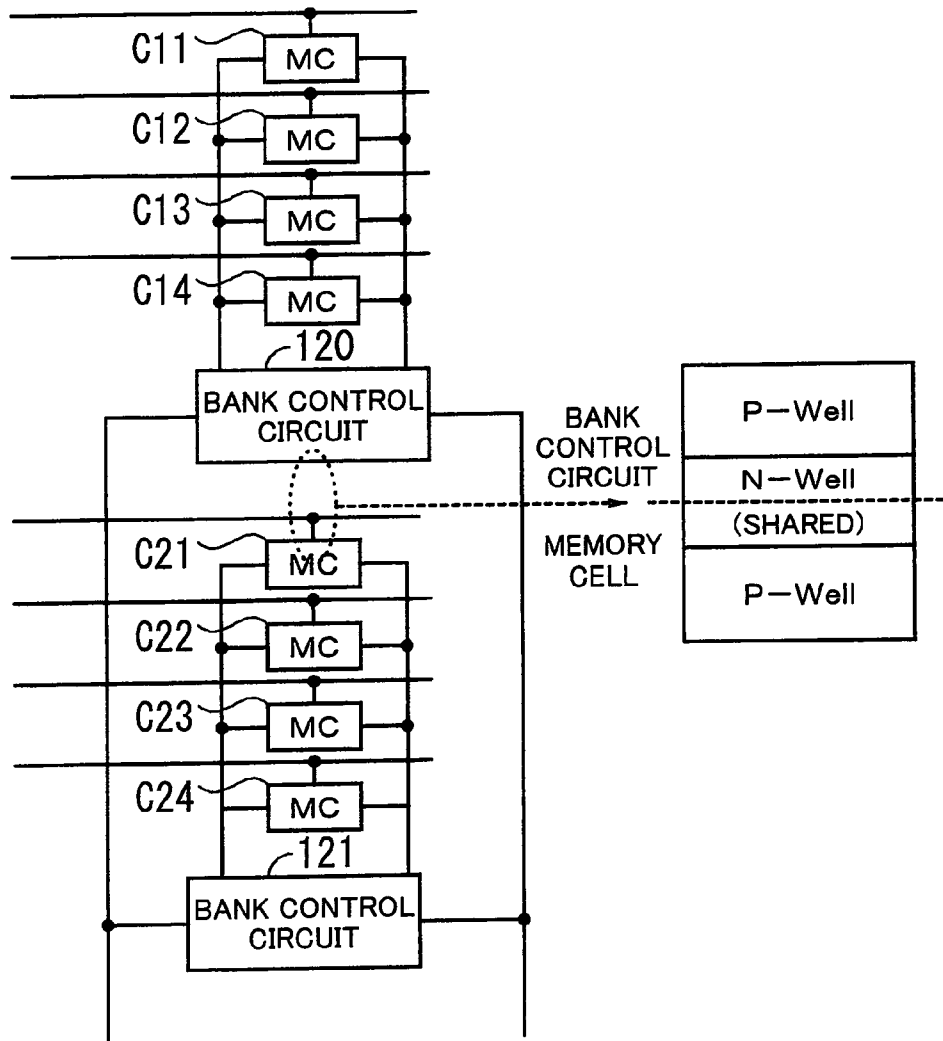 C11
MC
C12
MC
C13
MC
C14
MC
120
BANK CONTROL
CIRCUIT
BANK
CONTROL
CIRCUIT
MEMORY
CELL
P-Well
N-Well
(SHARED)
P-Well
C21
MC
C22
MC
C23
MC
C24
MC
121
BANK CONTROL
CIRCUIT